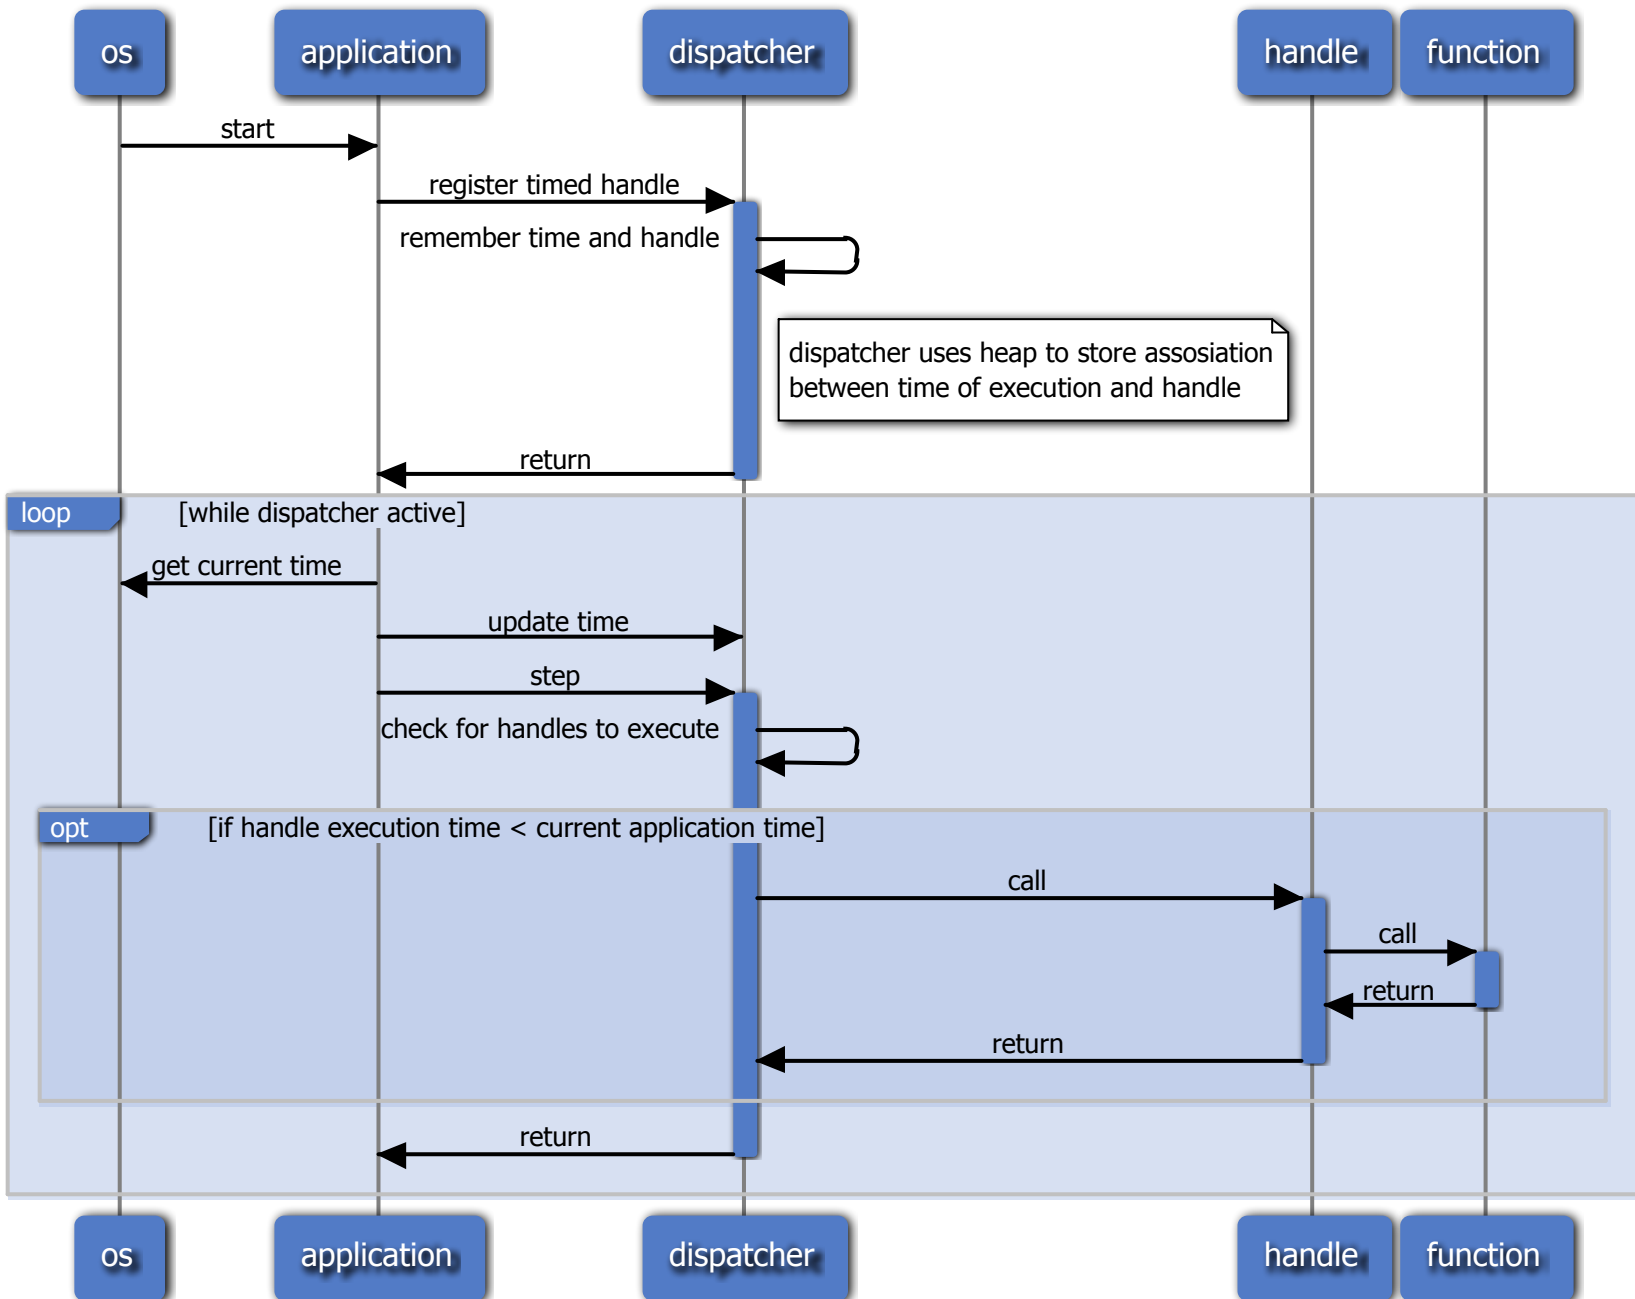 os
application
dispatcher
handle
function
start
register timed handle
remember time and handle
dispatcher uses heap to store assosiation
between time of execution and handle
return
loop
[while dispatcher active]
get current time
update time
step
check for handles to execute
opt
[if handle execution time < current application time]
call
call
return
return
return
os
application
dispatcher
handle
function